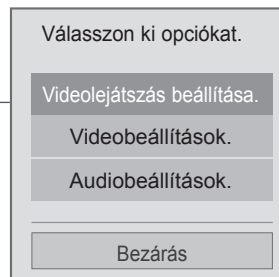 Válasszon ki opciókat.
Videolejátszás beállítása.
Videobeállítások.
Audiobeállítások.
Bezárás